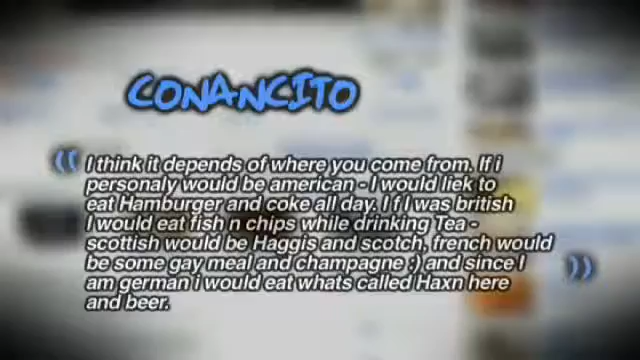 CONANCITO
“ I think it depends of where you come from. If i
personaly would be american - I would liek to
eat Hamburger and coke all day. I f I was british
I would eat fish n chips while drinking Tea -
scottish would be Haggis and scotch, french would
be some gay meal and champagne ;) and since I
am german i would eat whats called Haxn here
and beer. ”